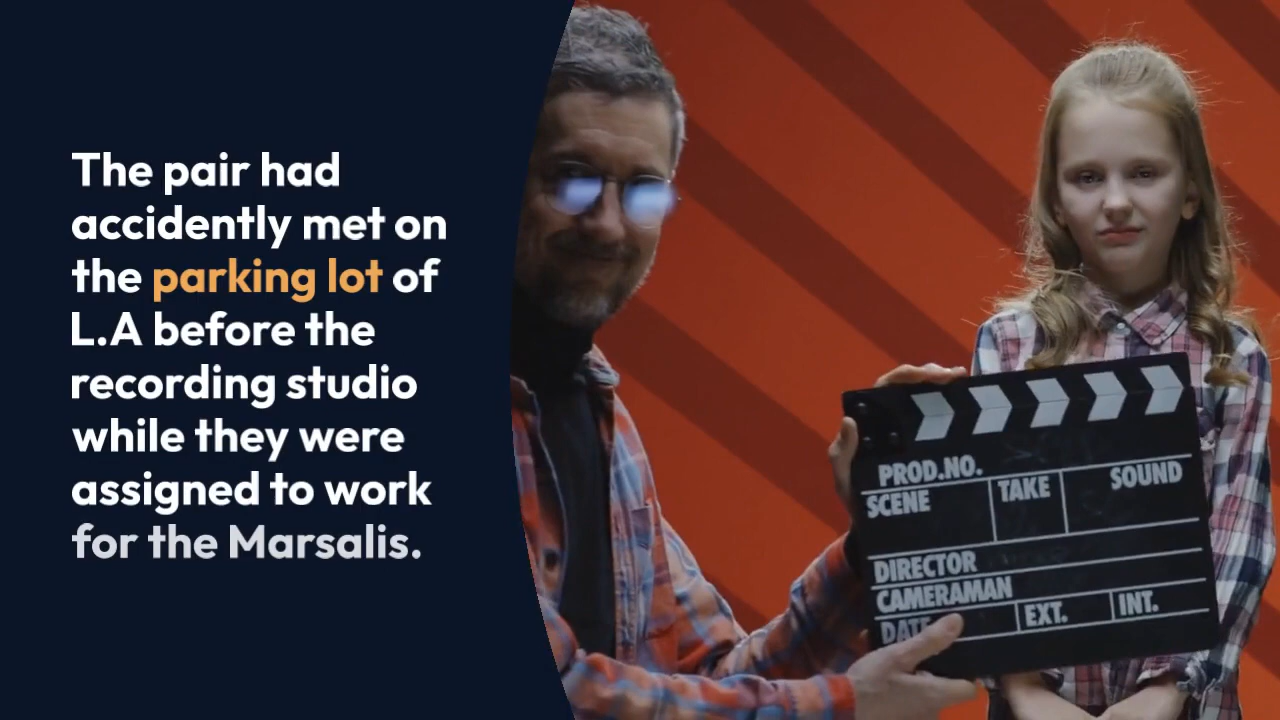 The pair had
accidently met on
the parking lot of
L.A before the
recording studio
while they were
assigned to work
for the Marsalis.
PROD.NO.
SCENE
TAKE
SOUND
DIRECTOR
CAMERAMAN
DATE
EXT.
INT.